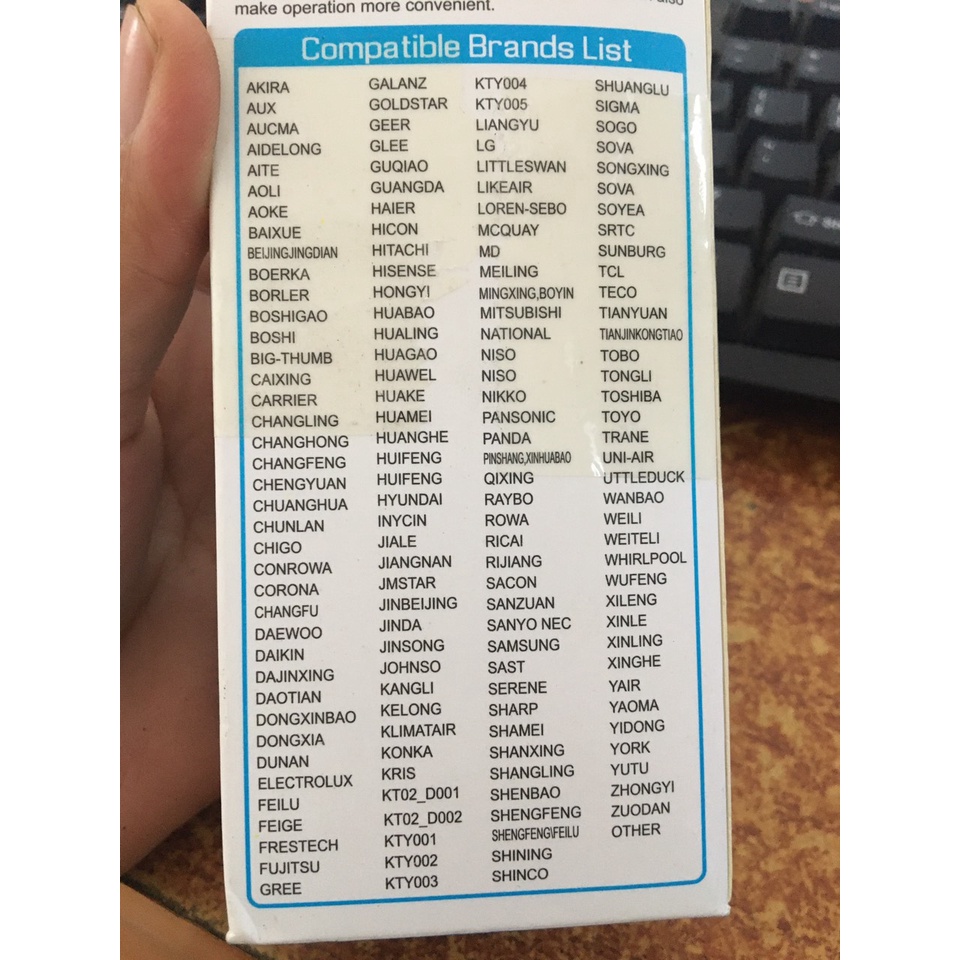 make operation more convenient.
also
Compatible Brands List
AKIRA
AUX
AUCMA
AIDELONG
AITE
AOLI
AOKE
BAIXUE
BEIJINGJINGDIAN
BOERKA
BORLER
BOSHIGAO
BOSHI
BIG-THUMB
CAIXING
CARRIER
CHANGLING
CHANGHONG
CHANGFENG
CHENGYUAN
CHUANGHUA
CHUNLAN
CHIGO
CONROWA
CORONA
CHANGFU
DAEWOO
DAIKIN
DAJINXING
DAOTIAN
DONGXINBAO
DONGXIA
DUNAN
ELECTROLUX
FEILU
FEIGE
FRESTECH
FUJITSU
GREE
GALANZ
GOLDSTAR
GEER
GLEE
GUQIAO
GUANGDA
HAIER
HICON
HITACHI
HISENSE
HONGYI
HUABAO
HUALING
HUAGAO
HUAWEL
HUAKE
HUAMEI
HUANGHE
HUIFENG
HUIFENG
HYUNDAI
INYCIN
JIALE
JIANGNAN
JMSTAR
JINBEIJING
JINDA
JINSONG
JOHNSO
KANGLI
KELONG
KLIMATAIR
KONKA
KRIS
KT02_D001
KT02_D002
KTY001
KTY002
KTY003
KTY004
KTY005
LIANGYU
LG
LITTLESWAN
LIKEAIR
LOREN-SEBO
MCQUAY
MD
MEILING
MINGXING,BOYIN
MITSUBISHI
NATIONAL
NISO
NISO
NIKKO
PANSONIC
PANDA
PINSHANG,XINHUABAO
QIXING
RAYBO
ROWA
RICAI
RIJIANG
SACON
SANZUAN
SANYO NEC
SAMSUNG
SAST
SERENE
SHARP
SHAMEI
SHANXING
SHANGLING
SHENBAO
SHENGFENG
SHENGFENG\FEILU
SHINING
SHINCO
SHUANGLU
SIGMA
SOGO
SOVA
SONGXING
SOVA
SOYEA
SRTC
SUNBURG
TCL
TECO
TIANYUAN
TIANJINKONGTIAO
TOBO
TONGLI
TOSHIBA
TOYO
TRANE
UNI-AIR
UTTLEDUCK
WANBAO
WEILI
WEITELI
WHIRLPOOL
WUFENG
XILENG
XINLE
XINLING
XINGHE
YAIR
YAOMA
YIDONG
YORK
YUTU
ZHONGYI
ZUODAN
OTHER